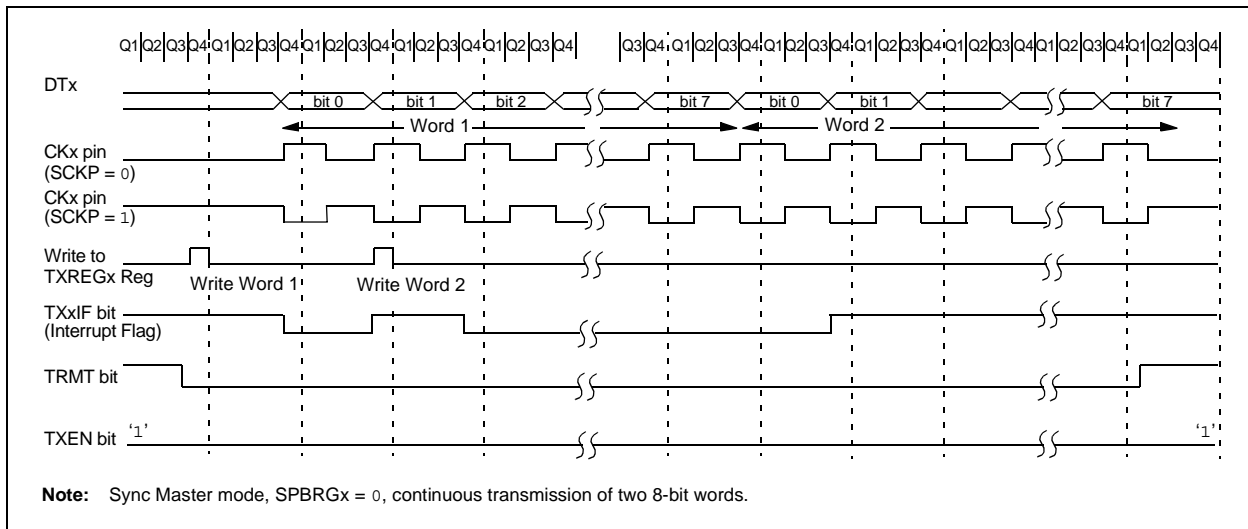 Q1 Q2 Q3 Q4 Q1 Q2 Q3 Q4 Q1 Q2 Q3 Q4 Q1 Q2 Q3 Q4 Q1 Q2 Q3 Q4 Q3 Q4 Q1 Q2 Q3 Q4 Q1 Q2 Q3 Q4 Q1 Q2 Q3 Q4 Q1 Q2 Q3 Q4 Q1 Q2 Q3 Q4
DTx
bit 0 bit 1 bit 2 bit 7 bit 0 bit 1 bit 7
Word 1 Word 2
CKx pin
(SCKP = 0)
CKx pin
(SCKP = 1)
Write to
TXREGx Reg
Write Word 1 Write Word 2
TXxIF bit
(Interrupt Flag)
TRMT bit
TXEN bit '1' '1'
Note: Sync Master mode, SPBRGx = 0, continuous transmission of two 8-bit words.